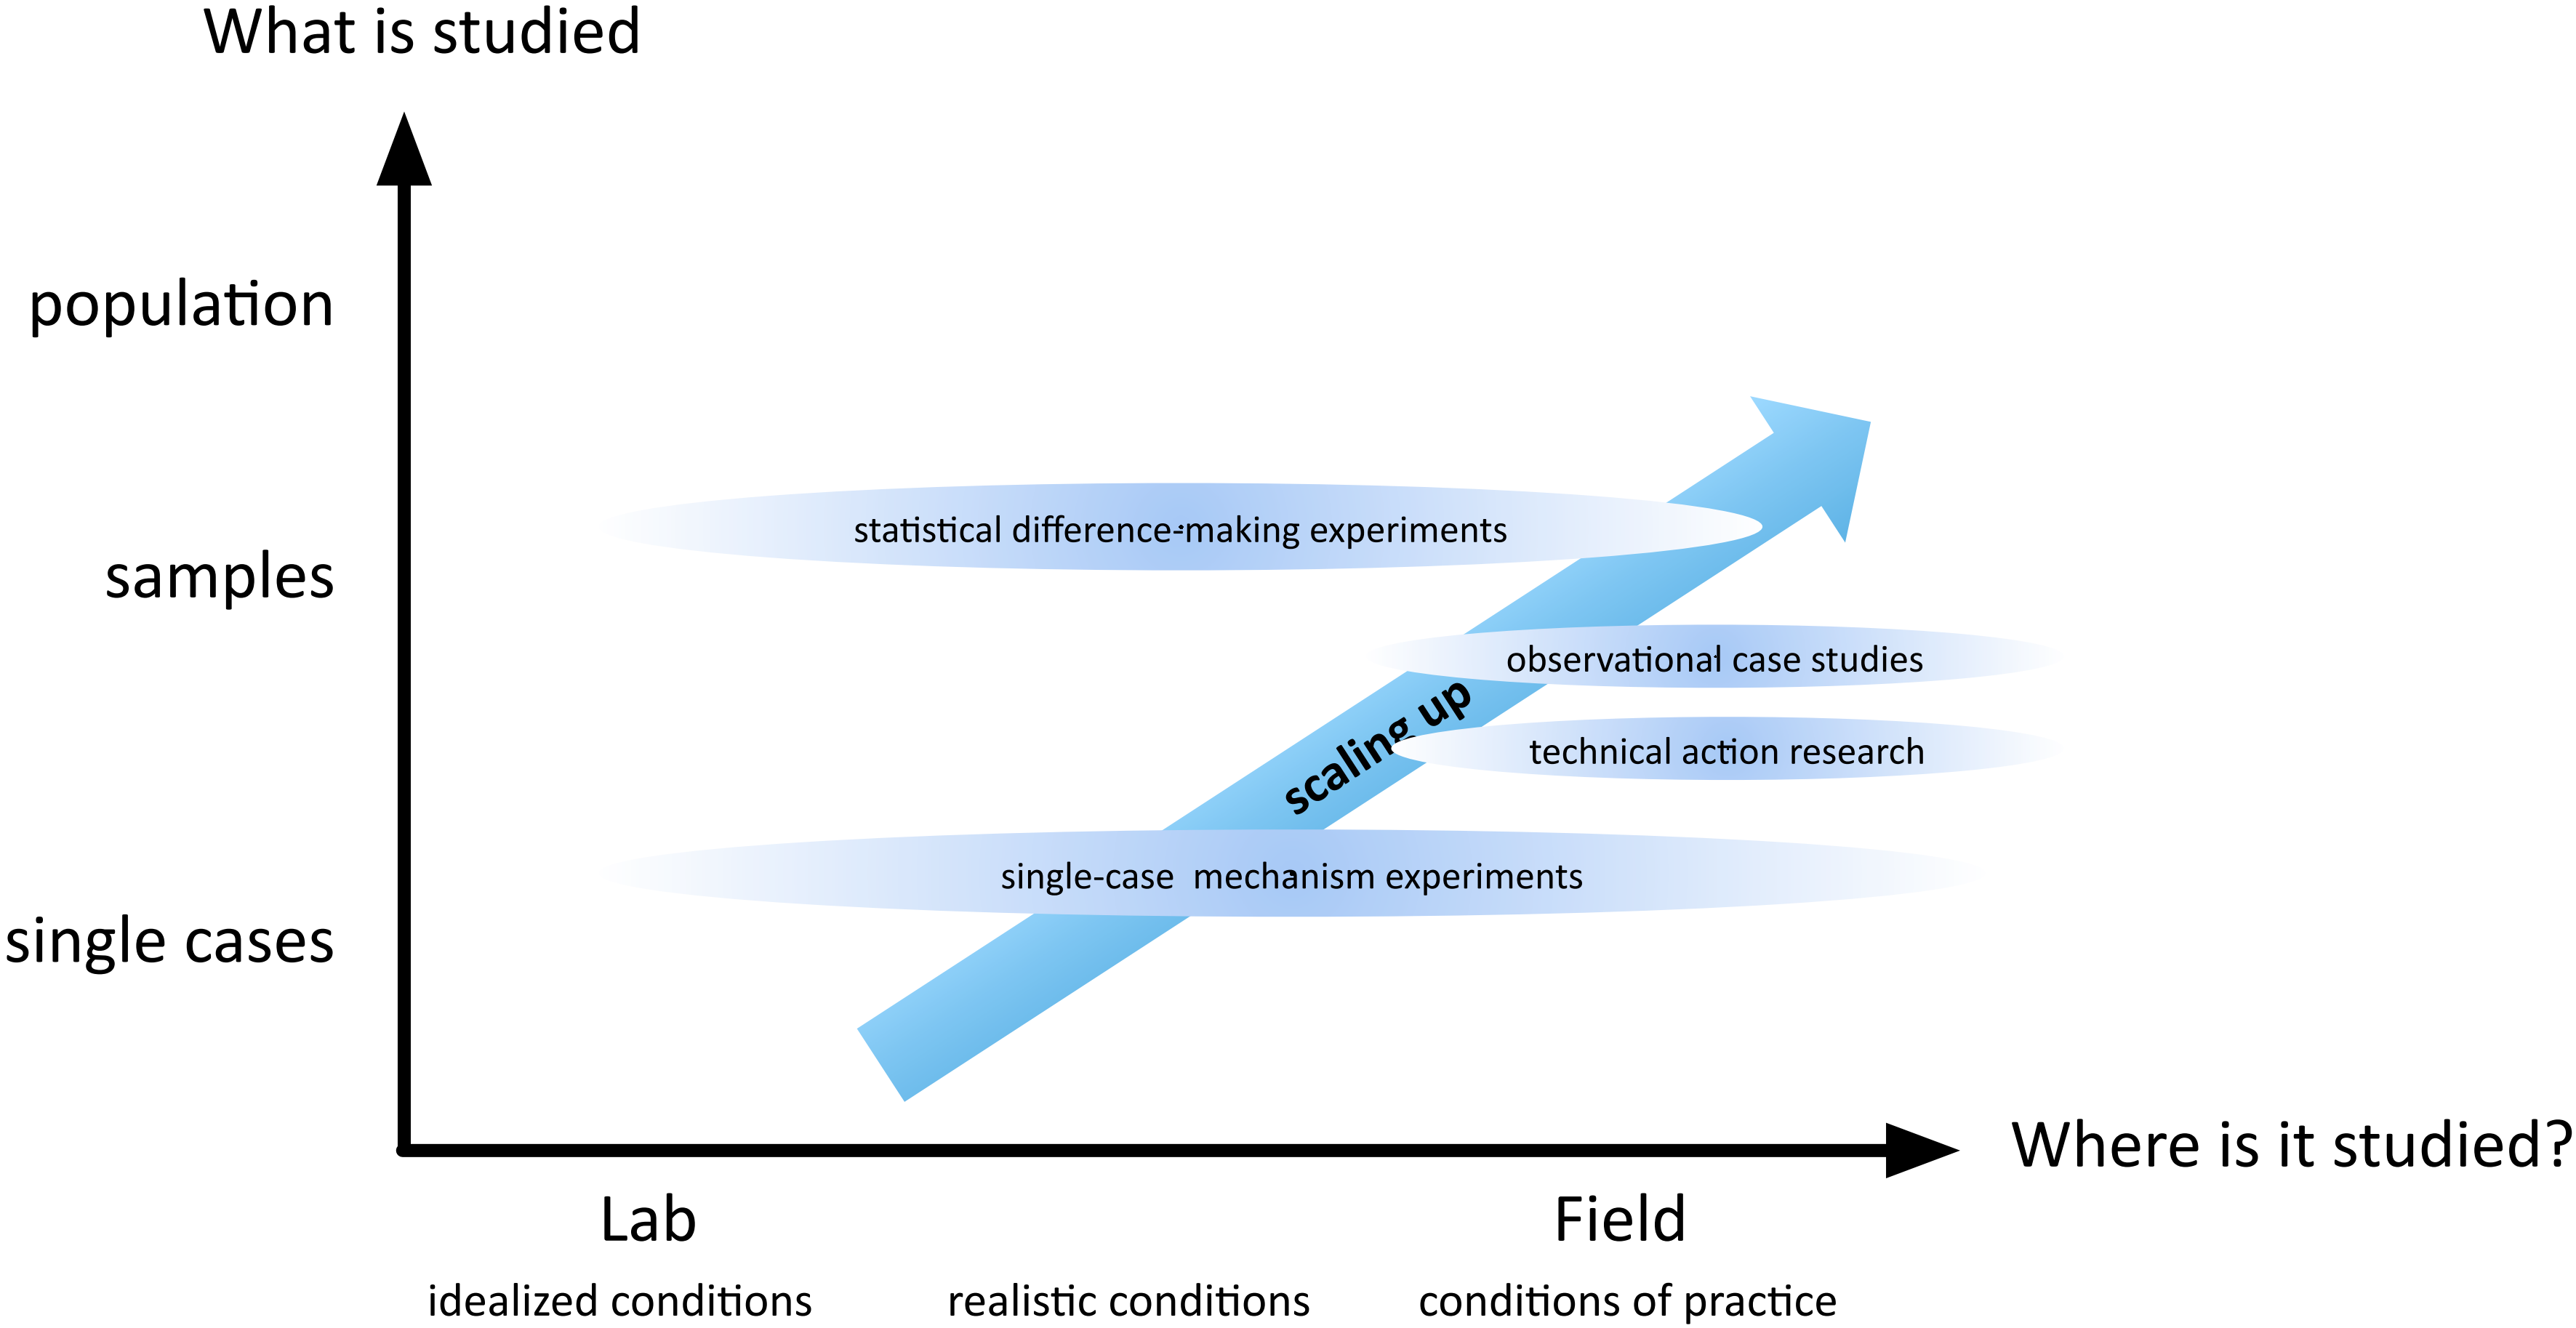 What is studied
population
statistical difference-making experiments
samples
observational case studies
scaling up
technical action research
single-case mechanism experiments
single cases
Where is it studied?
Lab
Field
idealized conditions
realistic conditions
conditions of practice